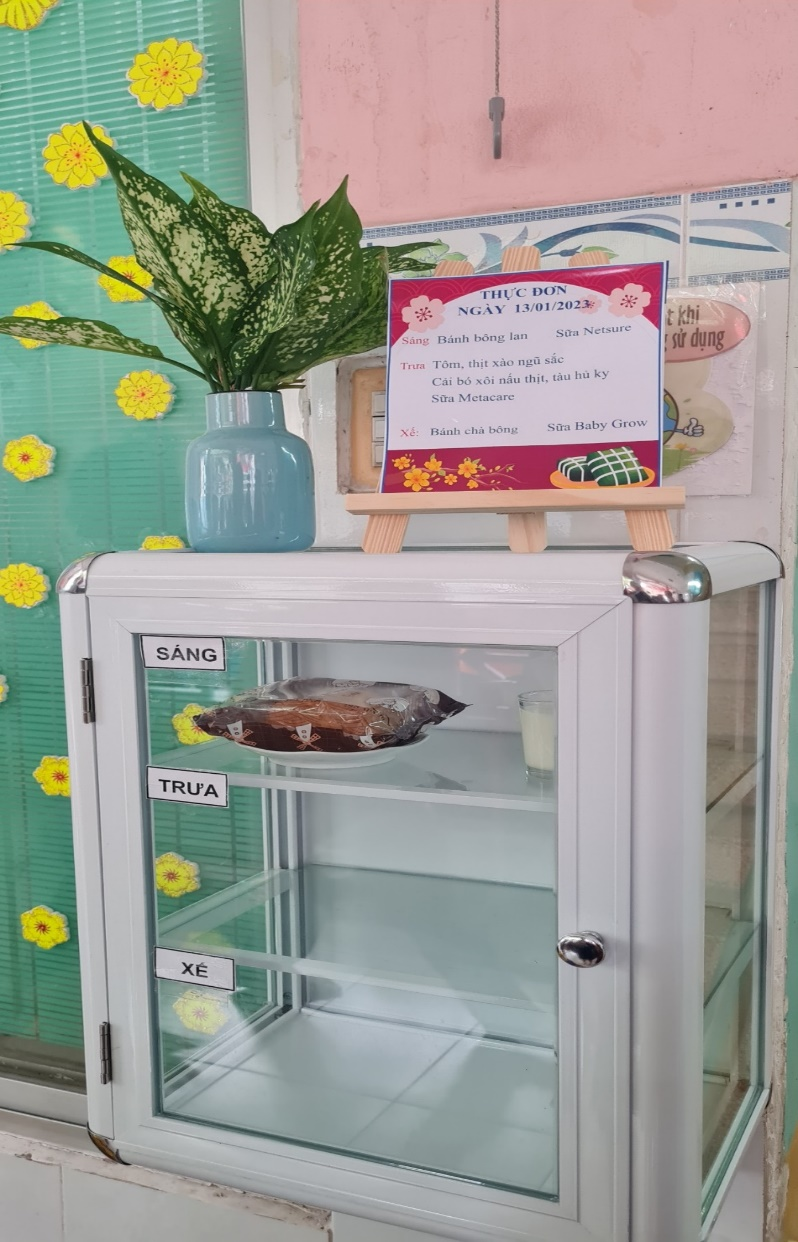 THỰC ĐƠN
NGÀY 13/01/2023
Sáng Bánh bông lan Sữa Netsure
Trưa Tôm, thịt xào ngũ sắc
Cải bó xôi nấu thịt, tàu hủ ky
Sữa Metacare
Xế: Bánh chà bông Sữa Baby Grow
t khi
sử dụng
SÁNG
TRƯA
XẾ